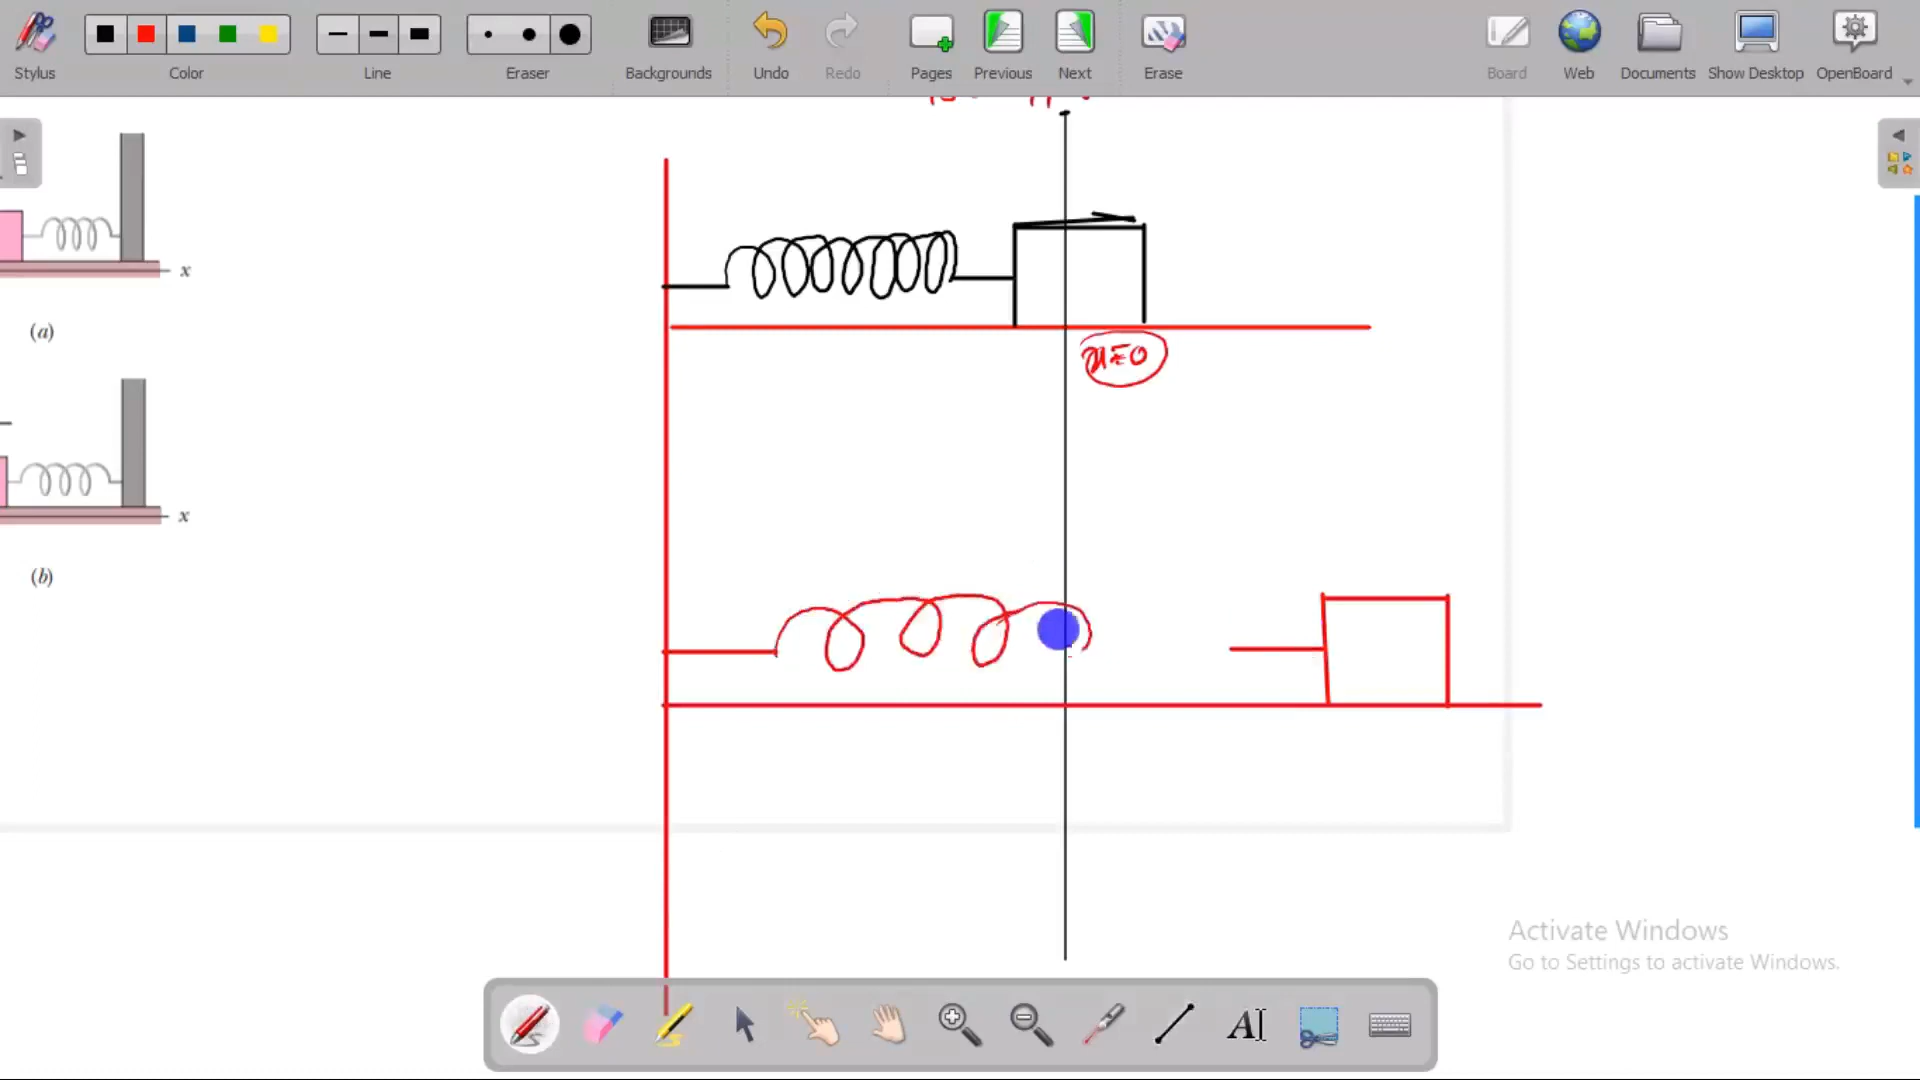 Stylus
Color
Line
Eraser
Backgrounds
Undo
Redo
Pages
Previous
Next
Erase
Board
Web
Documents
Show Desktop
OpenBoard
x
(a)
x=0
x
(b)
Activate Windows
Go to Settings to activate Windows.
A